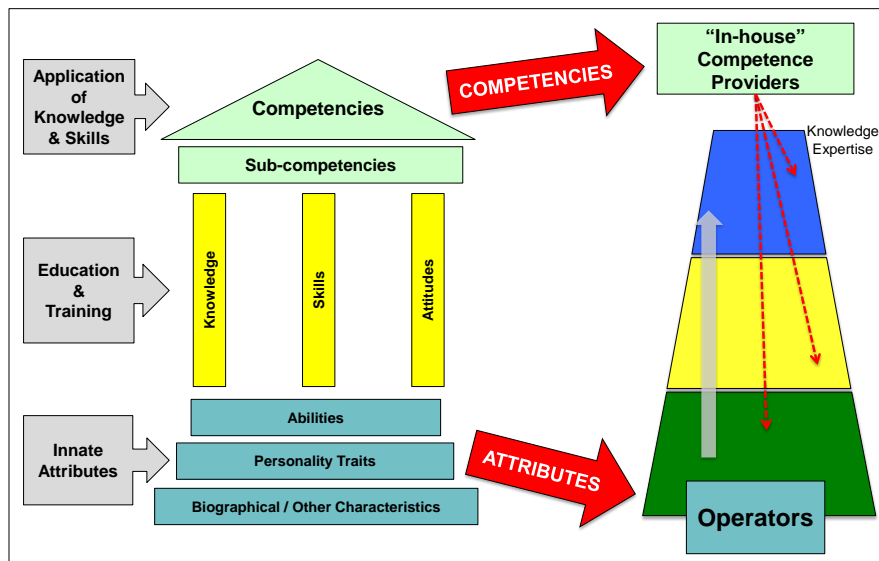 Application
of
Knowledge
& Skills
Education
&
Training
Innate
Attributes
Competencies
Sub-competencies
Knowledge
Skills
Attitudes
Abilities
Personality Traits
Biographical / Other Characteristics
COMPETENCIES
ATTRIBUTES
“In-house”
Competence
Providers
Knowledge
Expertise
Operators